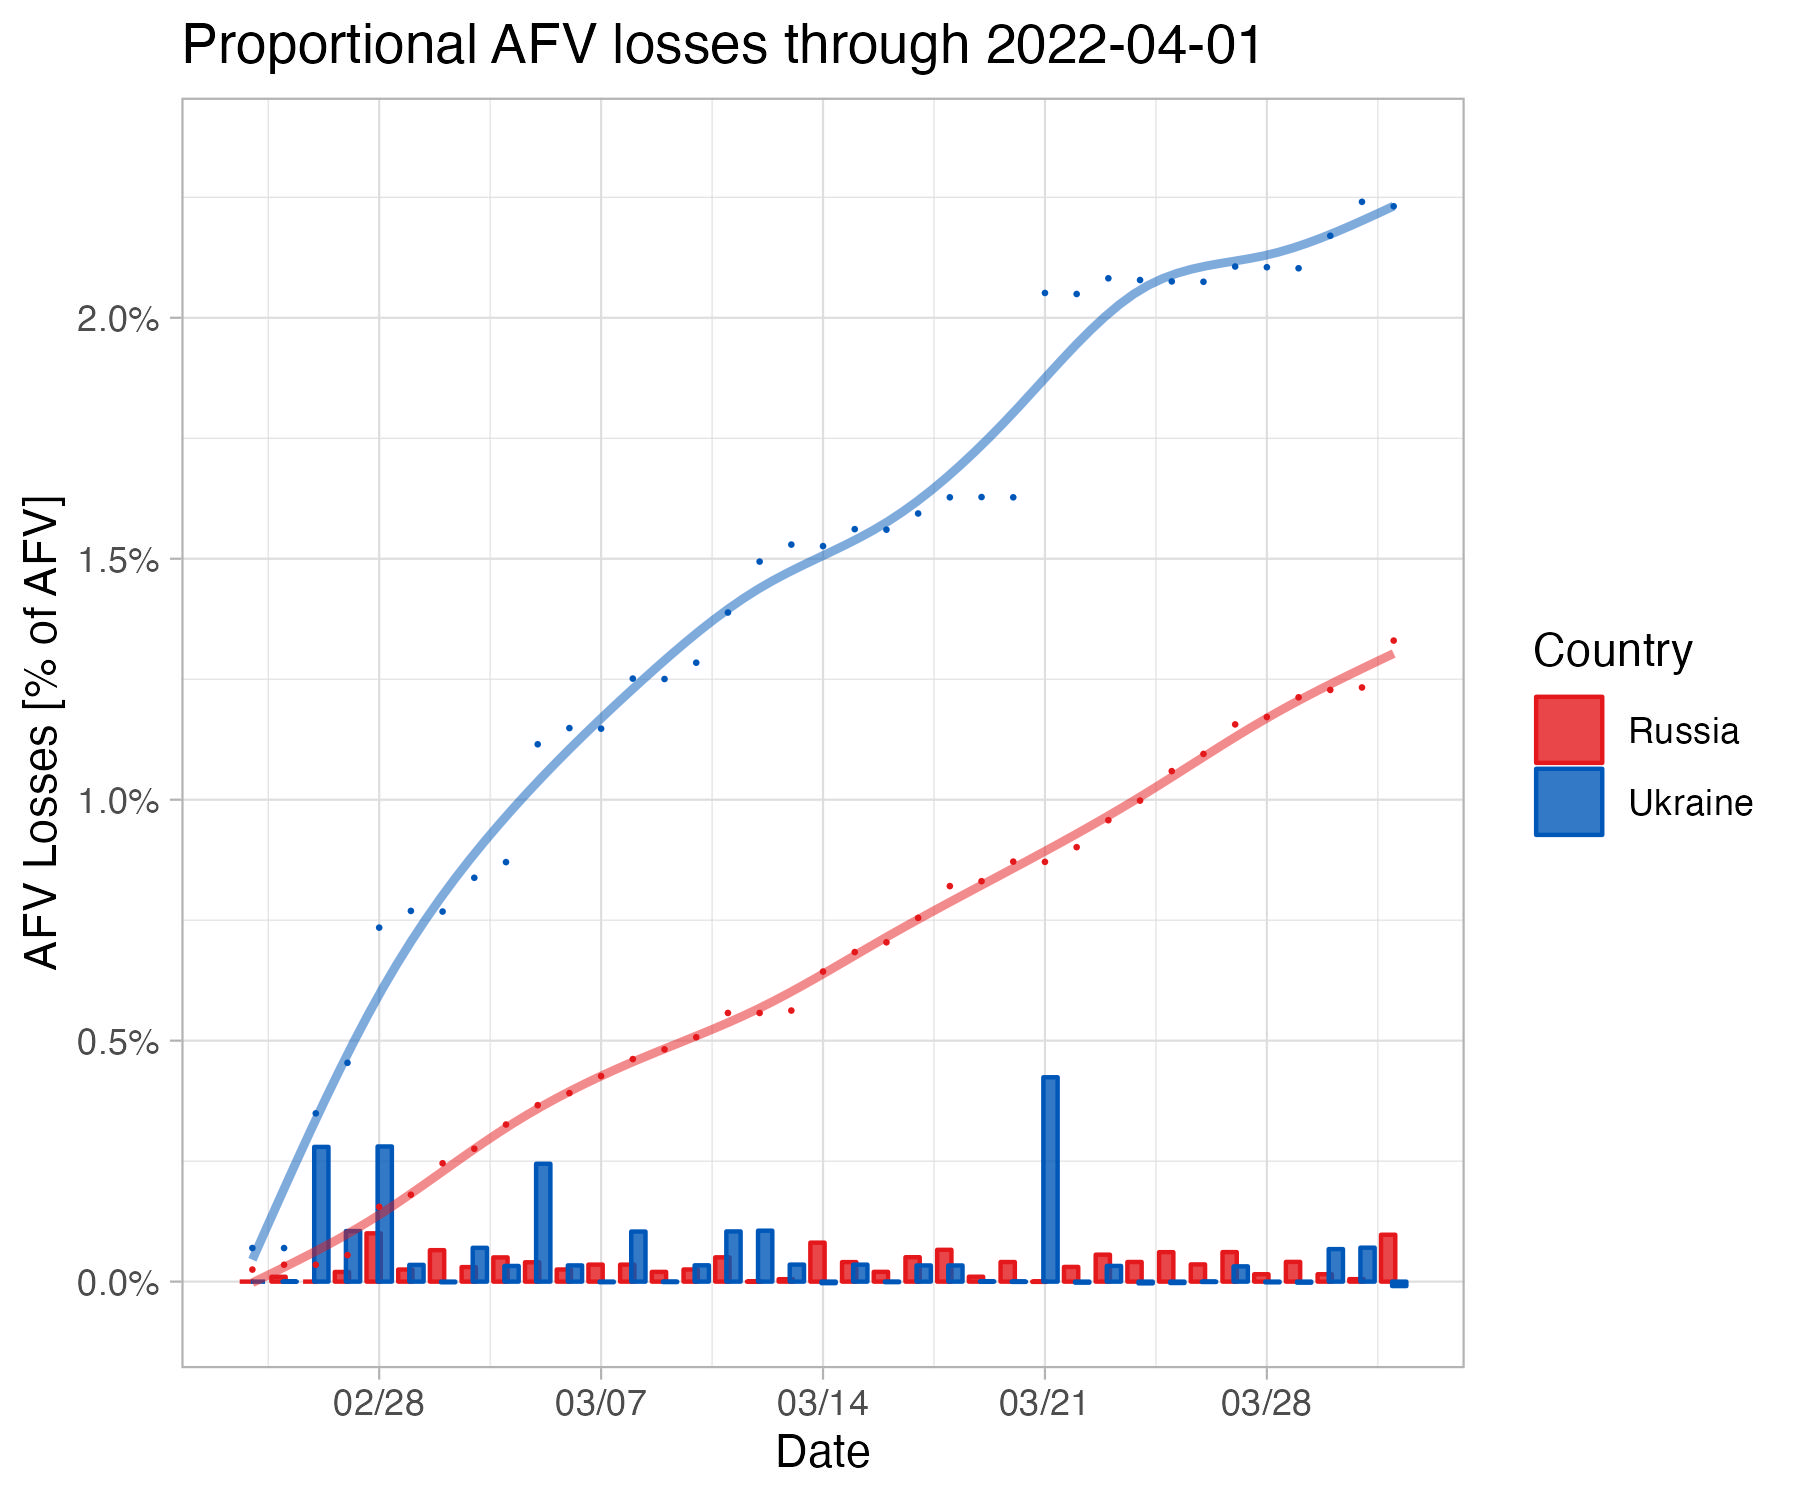 Proportional AFV losses through 2022-04-01
AFV Losses [% of AFV]
2.0%
1.5%
1.0%
0.5%
0.0%
02/28 03/07 03/14 03/21 03/28
Date
Country
Russia
Ukraine